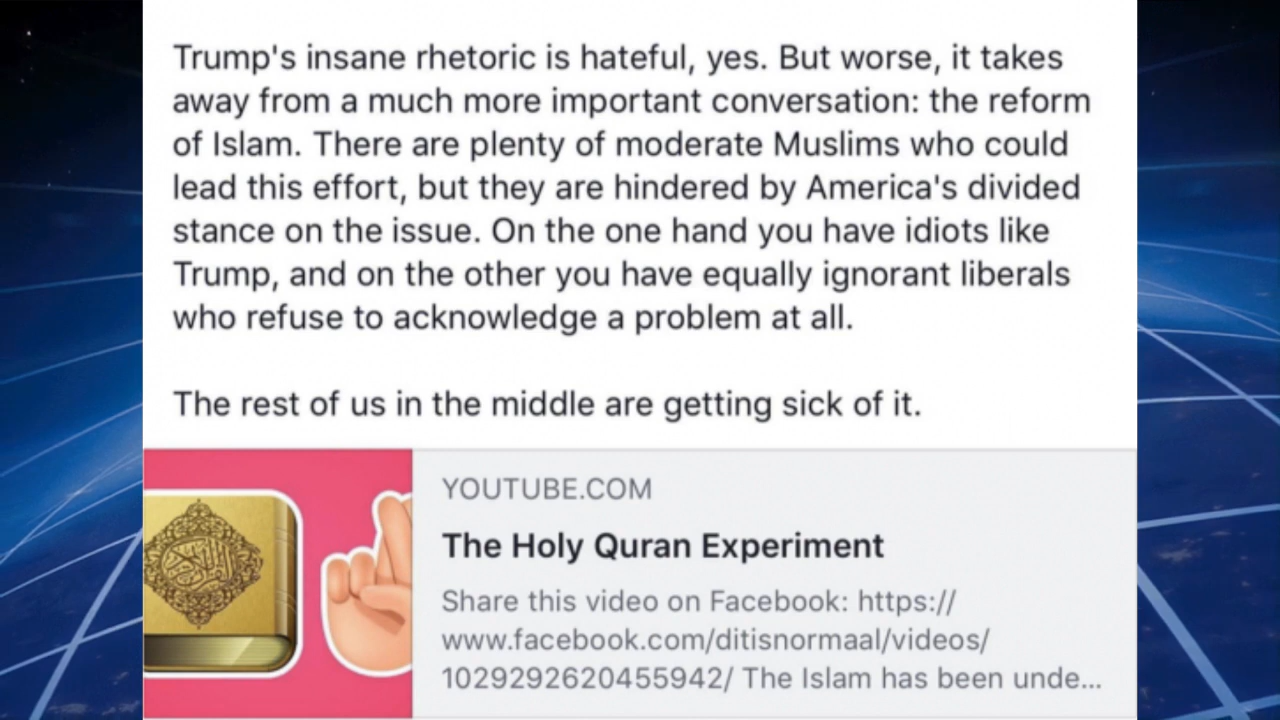 Trump's insane rhetoric is hateful, yes. But worse, it takes
away from a much more important conversation: the reform
of Islam. There are plenty of moderate Muslims who could
lead this effort, but they are hindered by America's divided
stance on the issue. On the one hand you have idiots like
Trump, and on the other you have equally ignorant liberals
who refuse to acknowledge a problem at all.
The rest of us in the middle are getting sick of it.
YOUTUBE.COM
The Holy Quran Experiment
Share this video on Facebook: https://
www.facebook.com/ditisnormaal/videos/
1029292620455942/ The Islam has been unde...